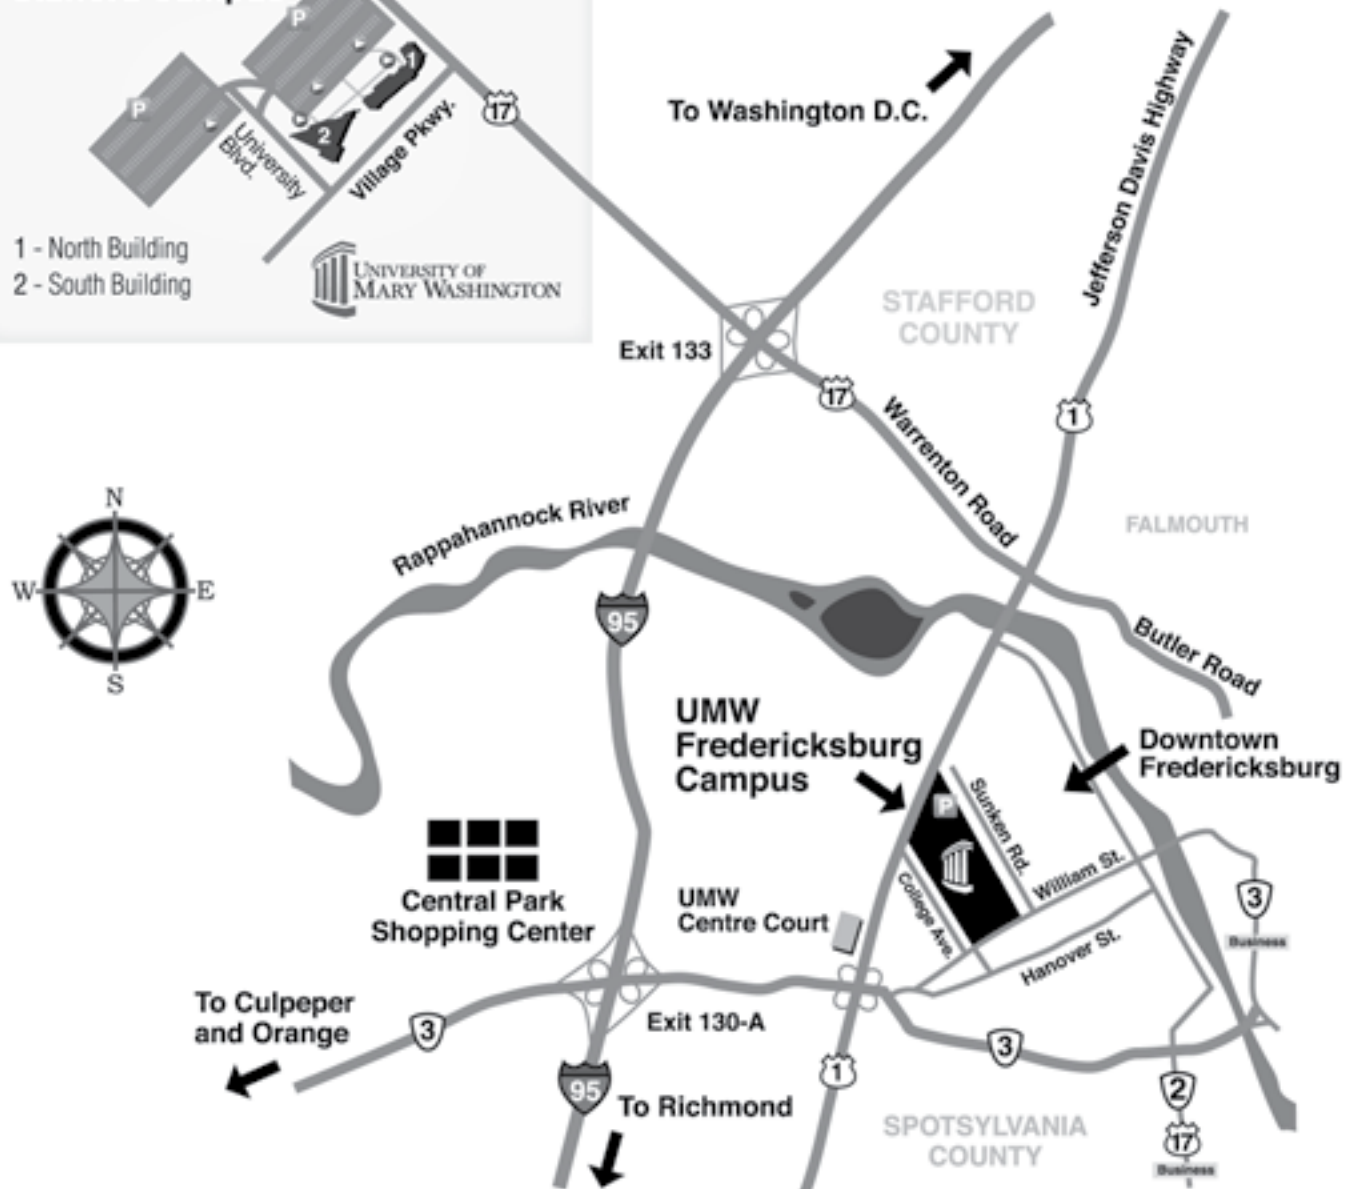 P
P
1
2
University
Blvd.
Village Pkwy.
1 - North Building
2 - South Building
UNIVERSITY OF
MARY WASHINGTON
17
To Washington D.C.
Jefferson Davis Highway
STAFFORD
COUNTY
Exit 133
17
Warrenton Road
1
FALMOUTH
N
W
E
S
Rappahannock River
95
Butler Road
UMW
Fredericksburg
Campus
Downtown
Fredericksburg
P
Sunken Rd.
William St.
College Ave.
Hanover St.
Central Park
Shopping Center
UMW
Centre Court
3
Business
To Culpeper
and Orange
3
Exit 130-A
3
95
To Richmond
1
2
17
Business
SPOTSYLVANIA
COUNTY